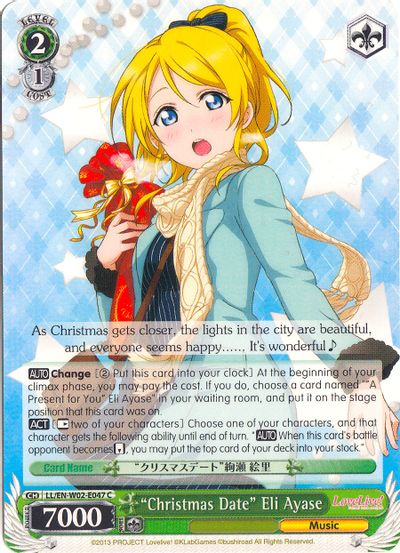 LEVEL
2
1
COST
As Christmas gets closer, the lights in the city are beautiful,
and everyone seems happy...... It's wonderful♪
AUTO Change [② Put this card into your clock] At the beginning of your
climax phase, you may pay the cost. If you do, choose a card named ""A
Present for You" Eli Ayase" in your waiting room, and put it on the stage
position that this card was on.
ACT [ two of your characters] Choose one of your characters, and that
character gets the following ability until end of turn. "AUTO When this card's battle
opponent becomes , you may put the top card of your deck into your stock."
Card Name "クリスマスデート"絢瀬 絵里
CH LL/EN-W02-E047 C
"Christmas Date" Eli Ayase
LoveLive!
7000
Music
©2013 PROJECT Lovelive! ©KLabGames ©bushiroad All Rights Reserved.